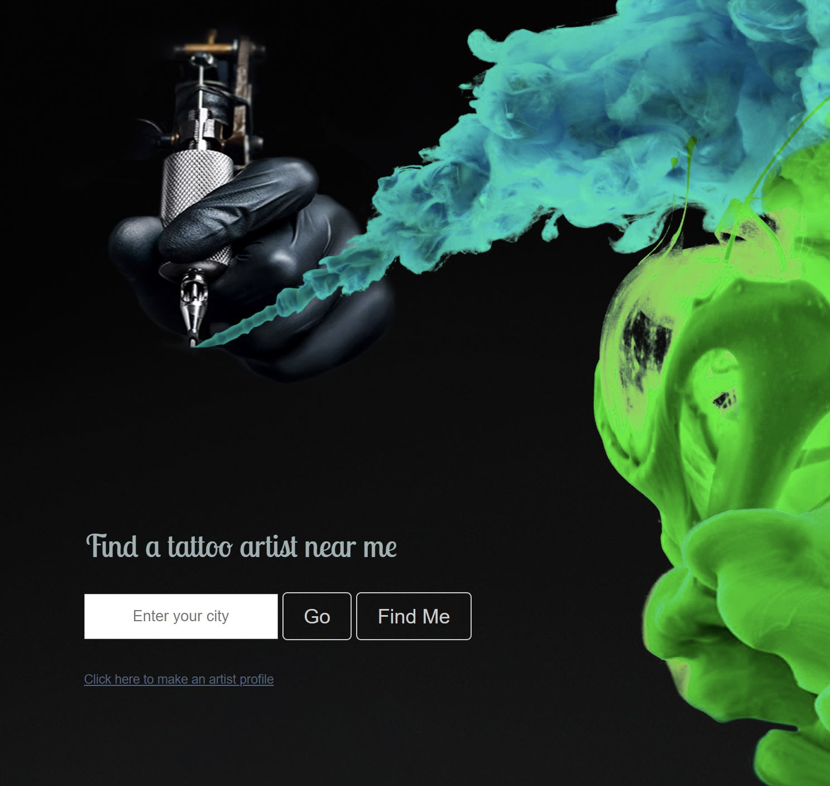 Find a tattoo artist near me
Enter your city Go Find Me
Click here to make an artist profile